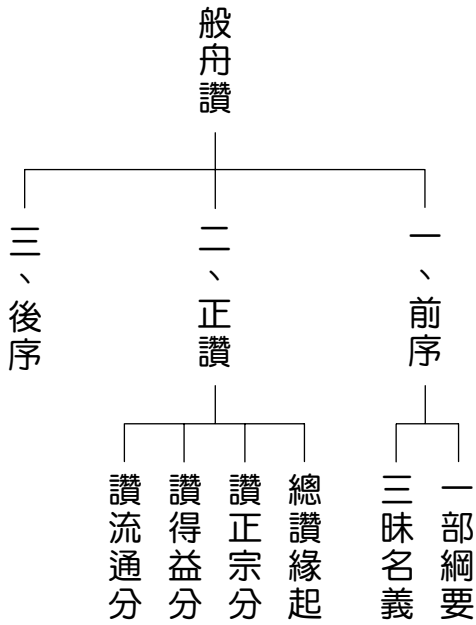 般舟讚
一、前序
一部綱要
三昧名義
二、正讚
總讚緣起
讚正宗分
讚得益分
讚流通分
三、後序